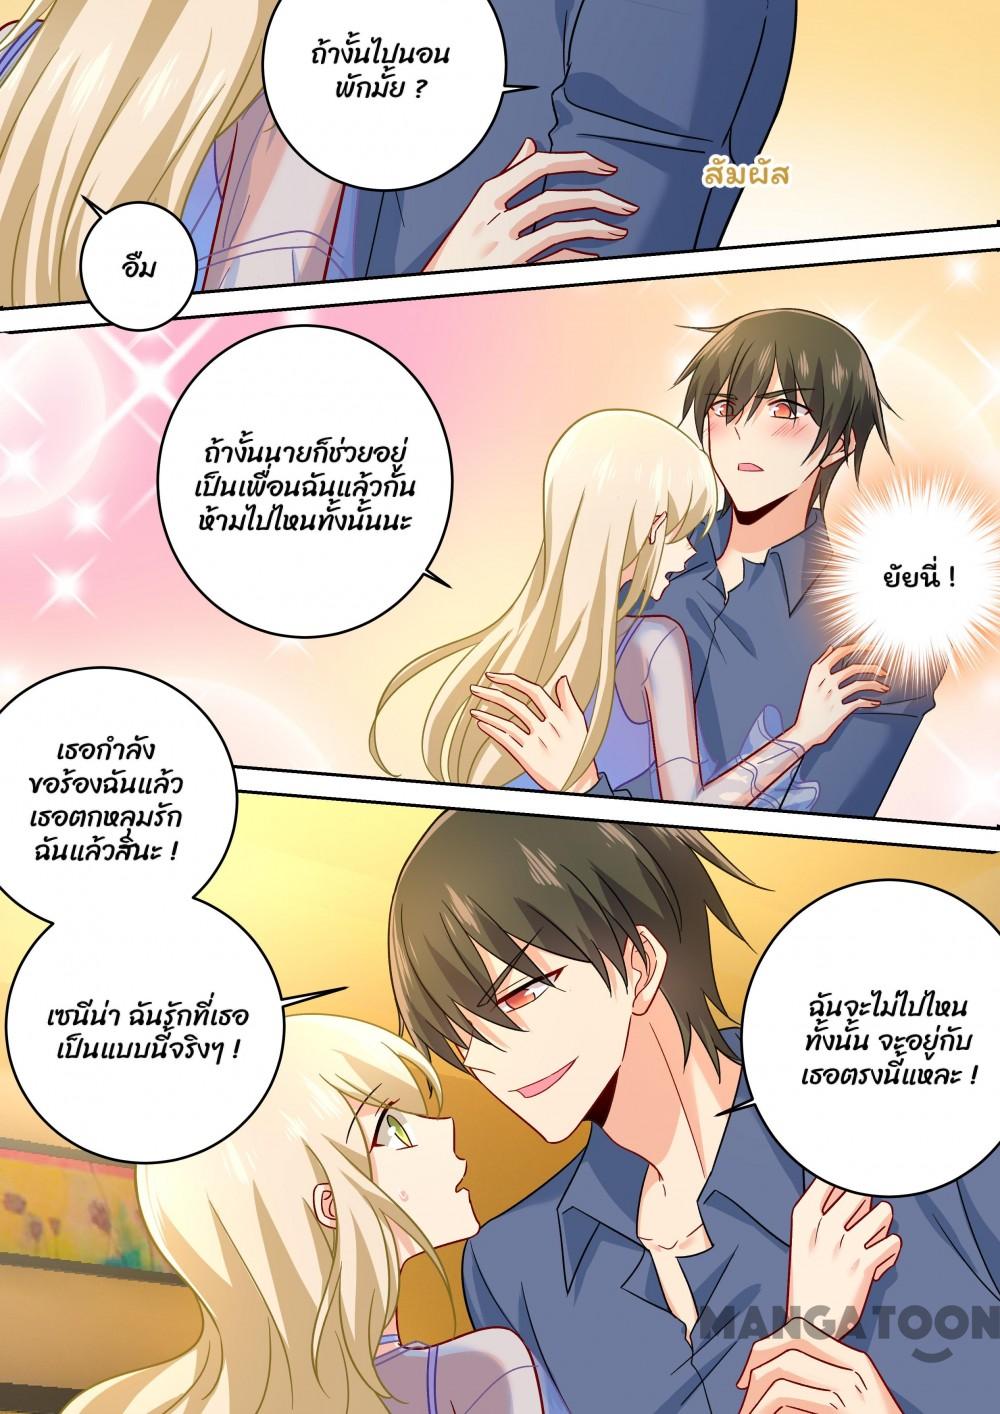 ถ้างั้นไปนอน
พักมั้ย ?
สัมผัส
อืม
ถ้างั้นนายก็ช่วยอยู่
เป็นเพื่อนฉันแล้วกัน
ห้ามไปไหนทั้งนั้นนะ
ยัยนี่ !
เธอกำลัง
ขอร้องฉันแล้ว
เธอตกหลุมรัก
ฉันแล้วสินะ !
เซนีน่า ฉันรักที่เธอ
เป็นแบบนี้จริงๆ !
ฉันจะไม่ไปไหน
ทั้งนั้น จะอยู่กับ
เธอตรงนี้แหละ !
MANGATOON